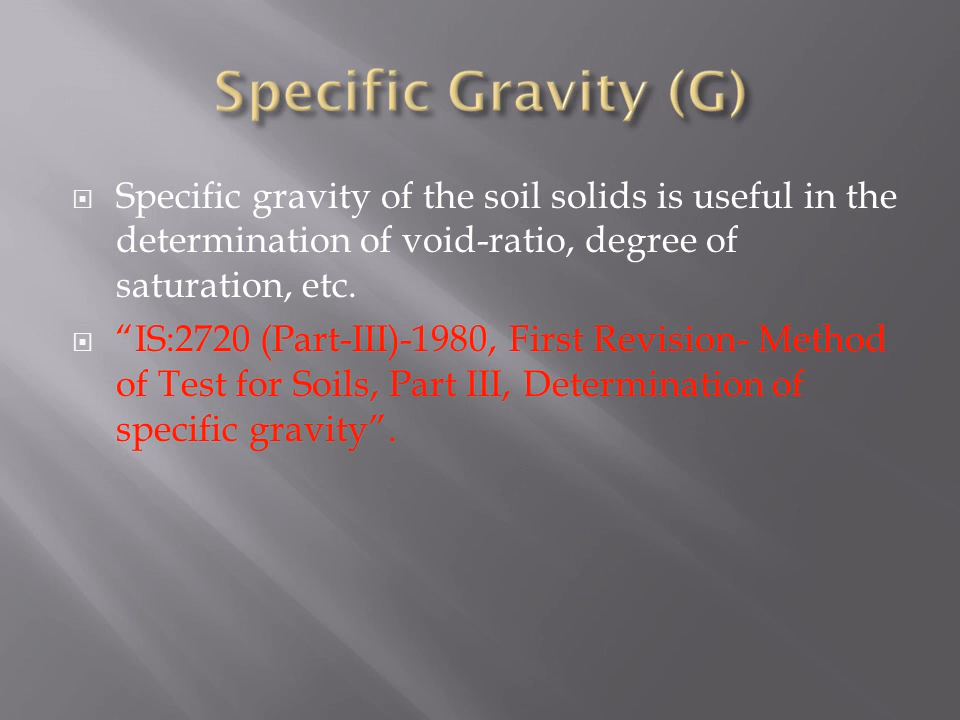 Specific Gravity (G)
Specific gravity of the soil solids is useful in the
determination of void-ratio, degree of
saturation, etc.
“IS:2720 (Part-III)-1980, First Revision- Method
of Test for Soils, Part III, Determination of
specific gravity”.